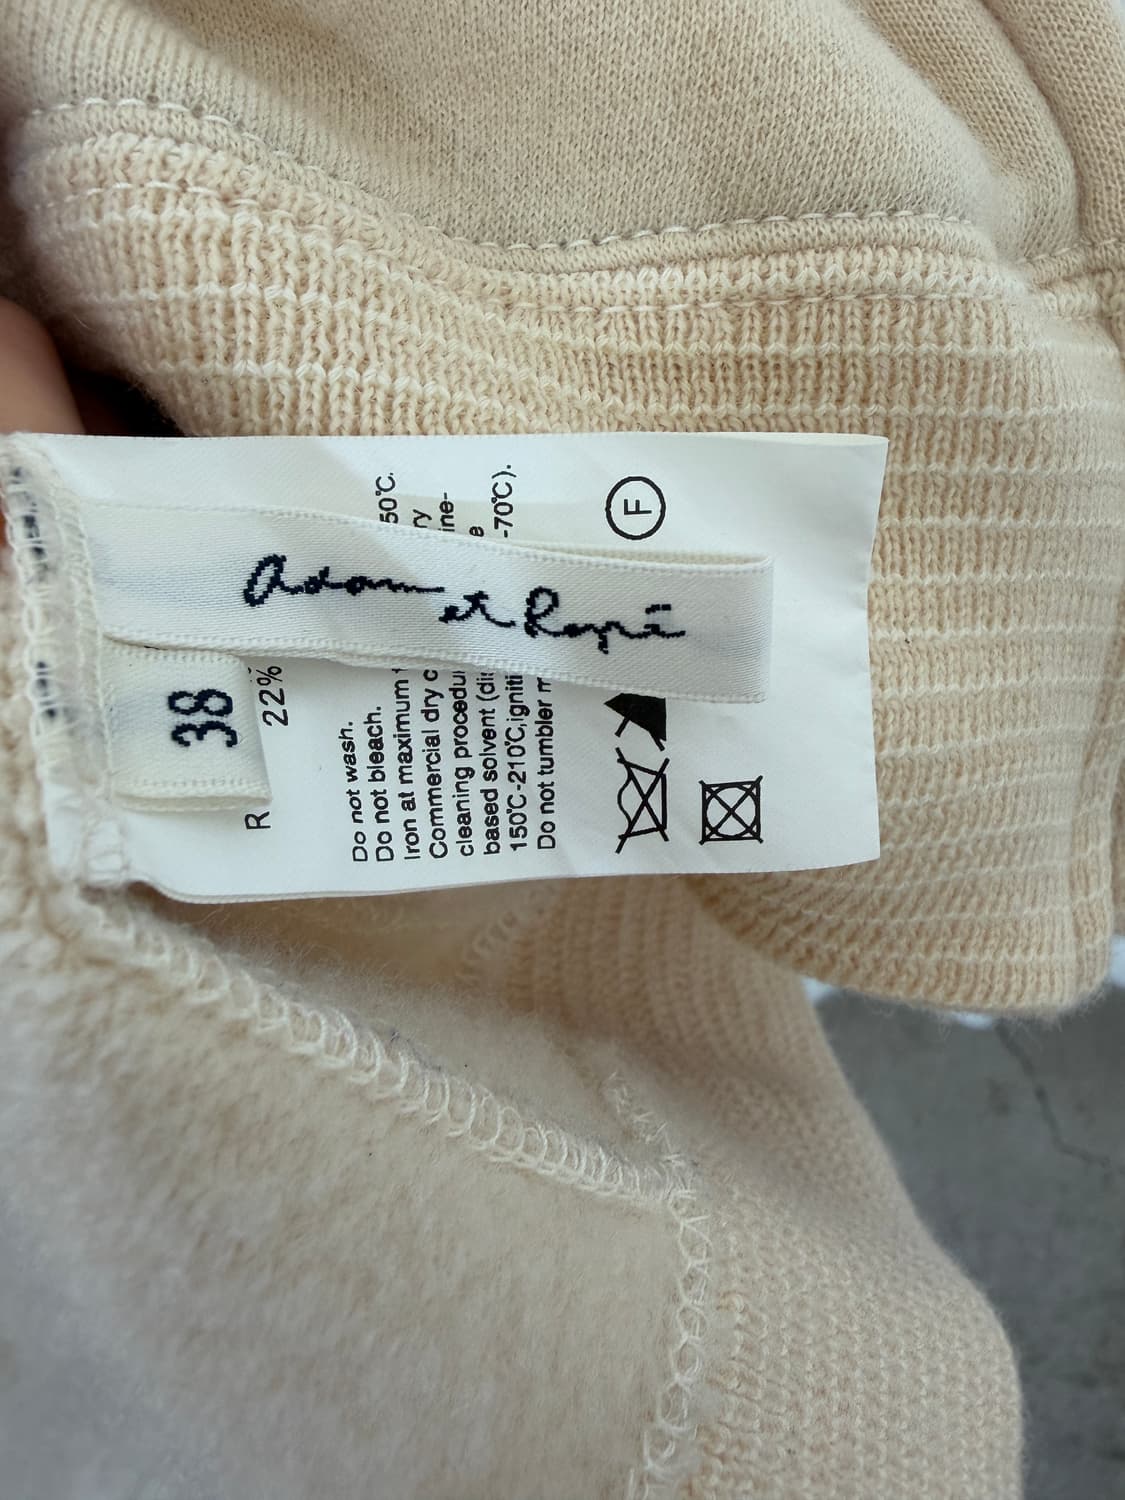 Adam et Ropé
38
R
22%
Do not wash.
Do not bleach.
Iron at maximum 50℃.
Commercial dry c ry
cleaning procedu ine-
based solvent (di e
150℃-210℃,igniti -70℃).
Do not tumbler
F